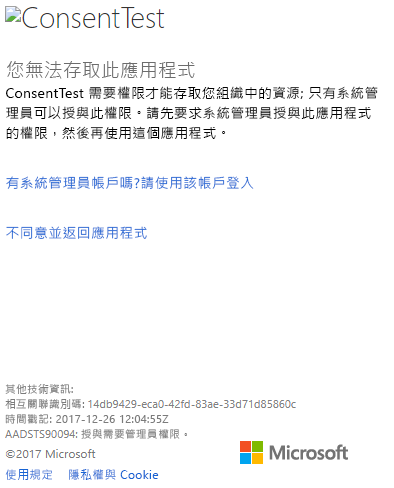 ConsentTest
您無法存取此應用程式
ConsentTest 需要權限才能存取您組織中的資源; 只有系統管
理員可以授與此權限。請先要求系統管理員授與此應用程式
的權限，然後再使用這個應用程式。
有系統管理員帳戶嗎?請使用該帳戶登入
不同意並返回應用程式
其他技術資訊:
相互關聯識別碼: 14db9429-eca0-42fd-83ae-33d71d85860c
時間戳記: 2017-12-26 12:04:55Z
AADSTS90094: 授與需要管理員權限。
©2017 Microsoft
Microsoft
使用規定 隱私權與 Cookie